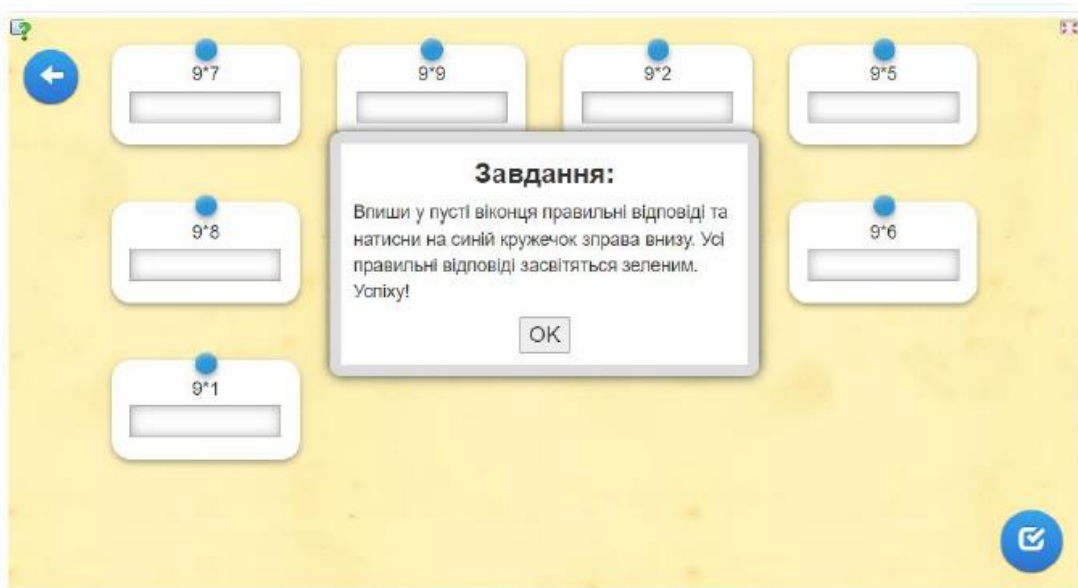 9*7
9*9
9*2
9*5
Завдання:
Впиши у пусті віконця правильні відповіді та
натисни на синій кружечок зправа внизу. Усі
правильні відповіді засвітяться зеленим.
Успіху!
OK
9*8
9*6
9*1